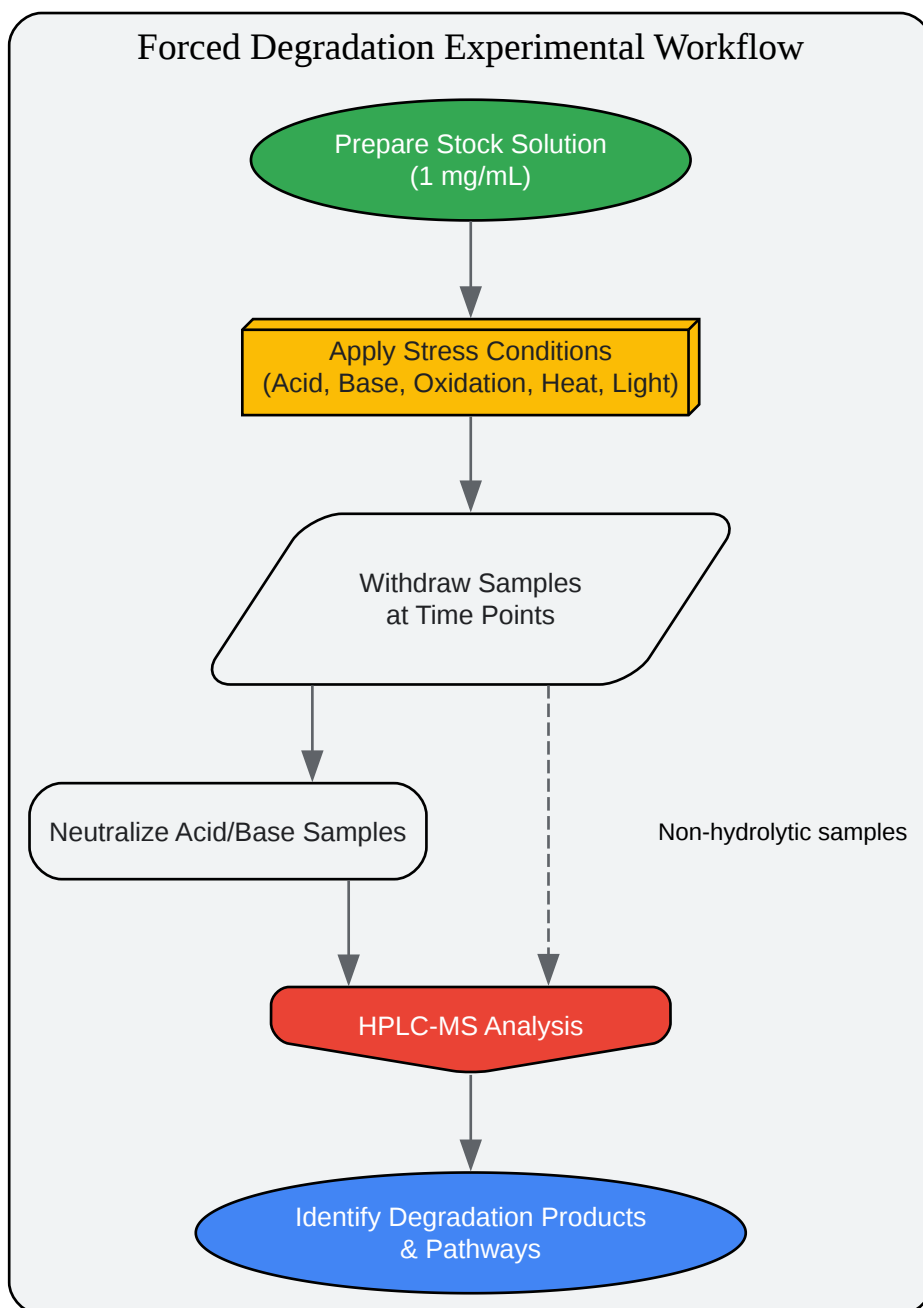 Forced Degradation Experimental Workflow
Prepare Stock Solution
(1 mg/mL)
Apply Stress Conditions
(Acid, Base, Oxidation, Heat, Light)
Withdraw Samples
at Time Points
Neutralize Acid/Base Samples
Non-hydrolytic samples
HPLC-MS Analysis
Identify Degradation Products
& Pathways